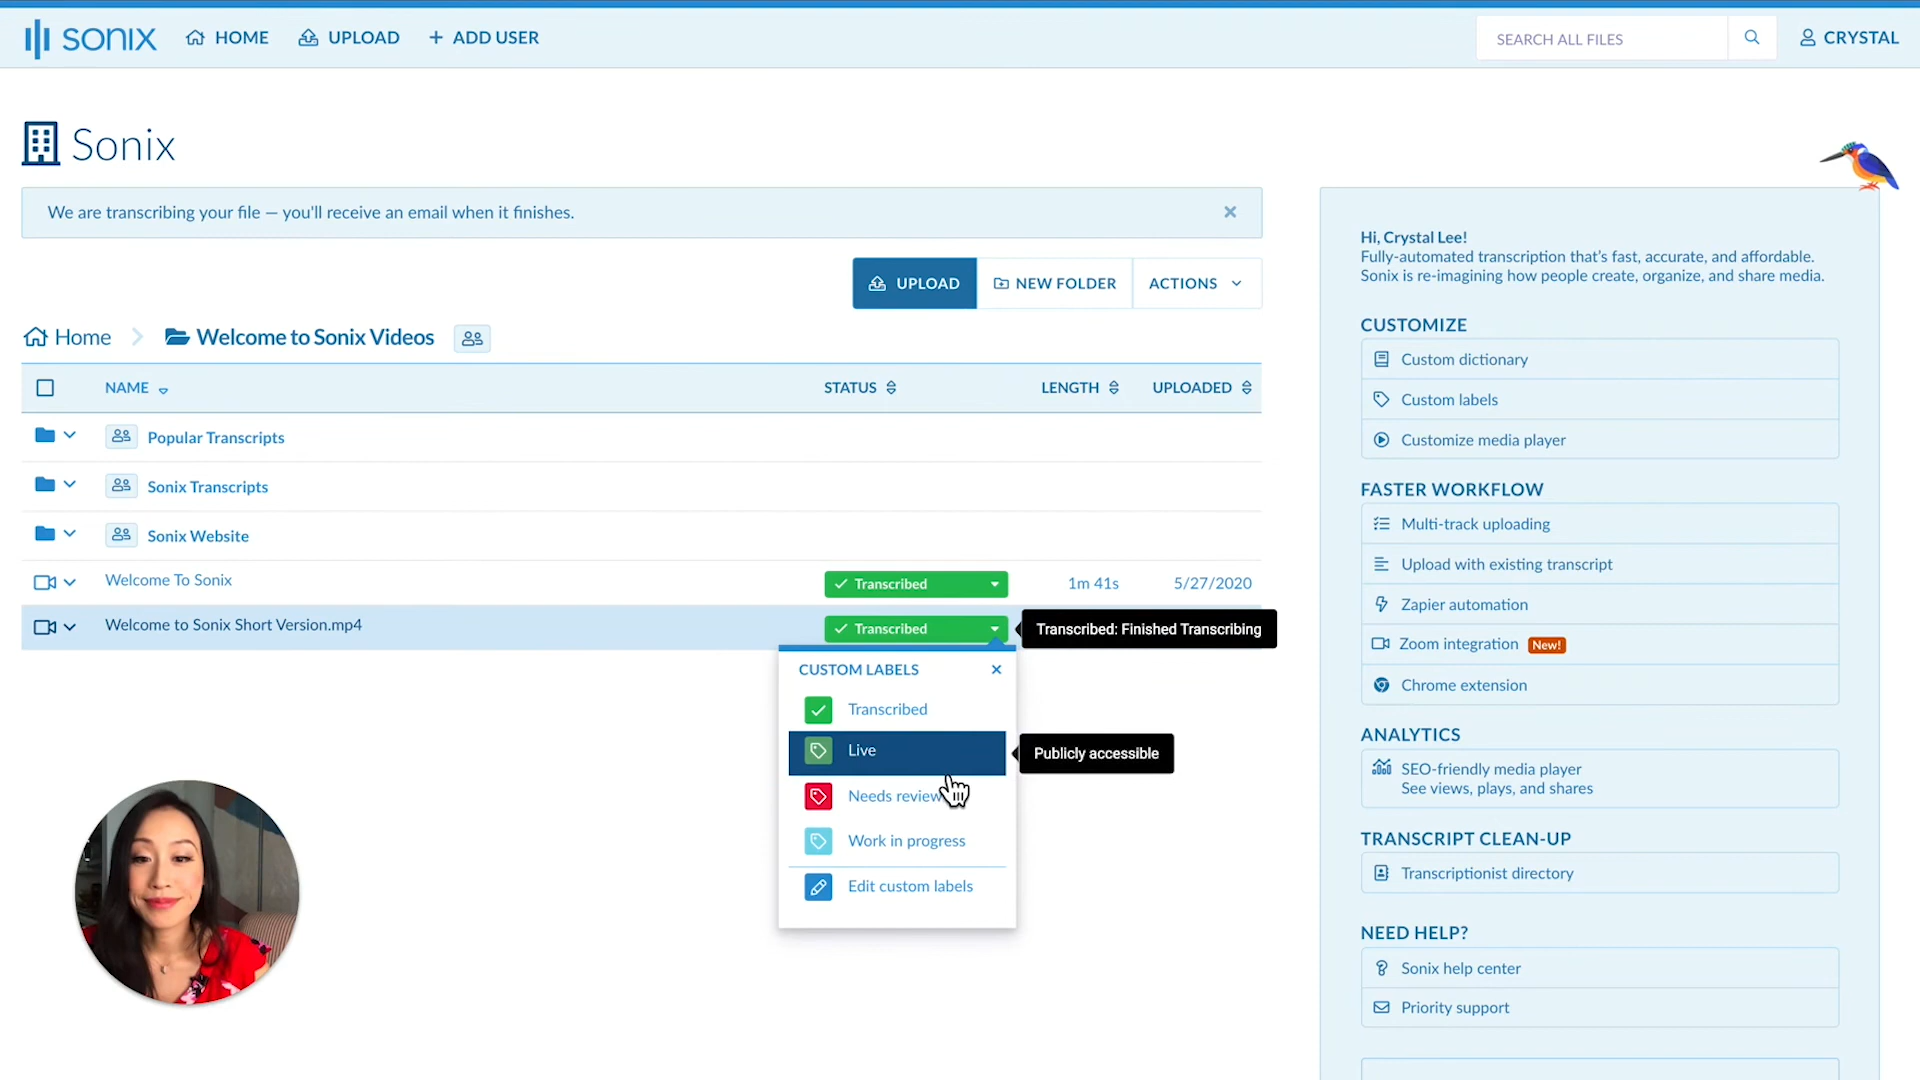 SONIX
HOME
UPLOAD
ADD USER
SEARCH ALL FILES
CRYSTAL
Sonix
We are transcribing your file — you'll receive an email when it finishes.
UPLOAD
NEW FOLDER
ACTIONS
Home
Welcome to Sonix Videos
NAME
STATUS
LENGTH
UPLOADED
Popular Transcripts
Sonix Transcripts
Sonix Website
Welcome To Sonix
Transcribed
1m 41s
5/27/2020
Welcome to Sonix Short Version.mp4
Transcribed
Transcribed: Finished Transcribing
CUSTOM LABELS
Transcribed
Live
Publicly accessible
Needs review
Work in progress
Edit custom labels
Hi, Crystal Lee!
Fully-automated transcription that's fast, accurate, and affordable.
Sonix is re-imagining how people create, organize, and share media.
CUSTOMIZE
Custom dictionary
Custom labels
Customize media player
FASTER WORKFLOW
Multi-track uploading
Upload with existing transcript
Zapier automation
Zoom integration New!
Chrome extension
ANALYTICS
SEO-friendly media player
See views, plays, and shares
TRANSCRIPT CLEAN-UP
Transcriptionist directory
NEED HELP?
Sonix help center
Priority support